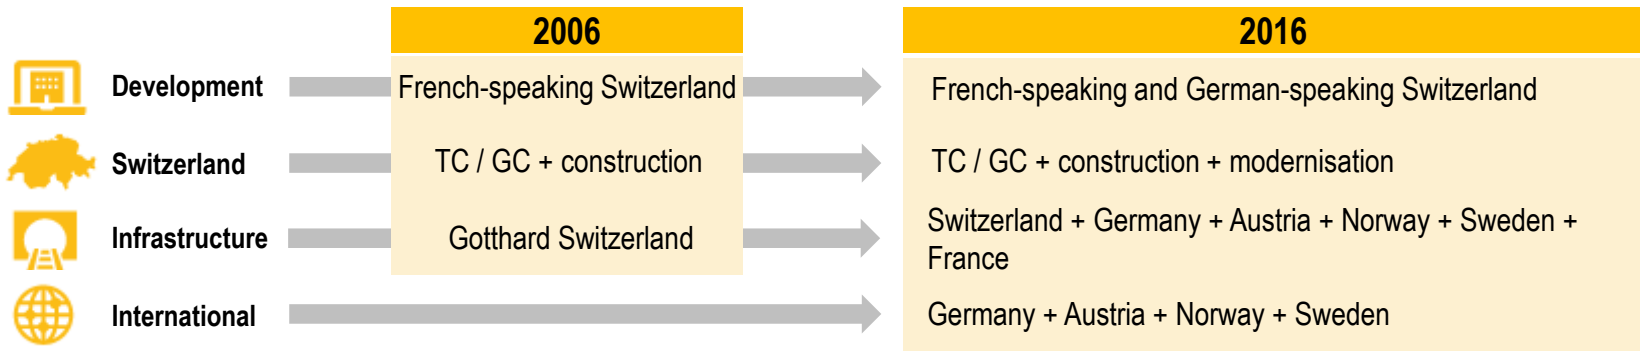 2006
2016
Development
French-speaking Switzerland
French-speaking and German-speaking Switzerland
Switzerland
TC / GC + construction
TC / GC + construction + modernisation
Infrastructure
Gotthard Switzerland
Switzerland + Germany + Austria + Norway + Sweden +
France
International
Germany + Austria + Norway + Sweden